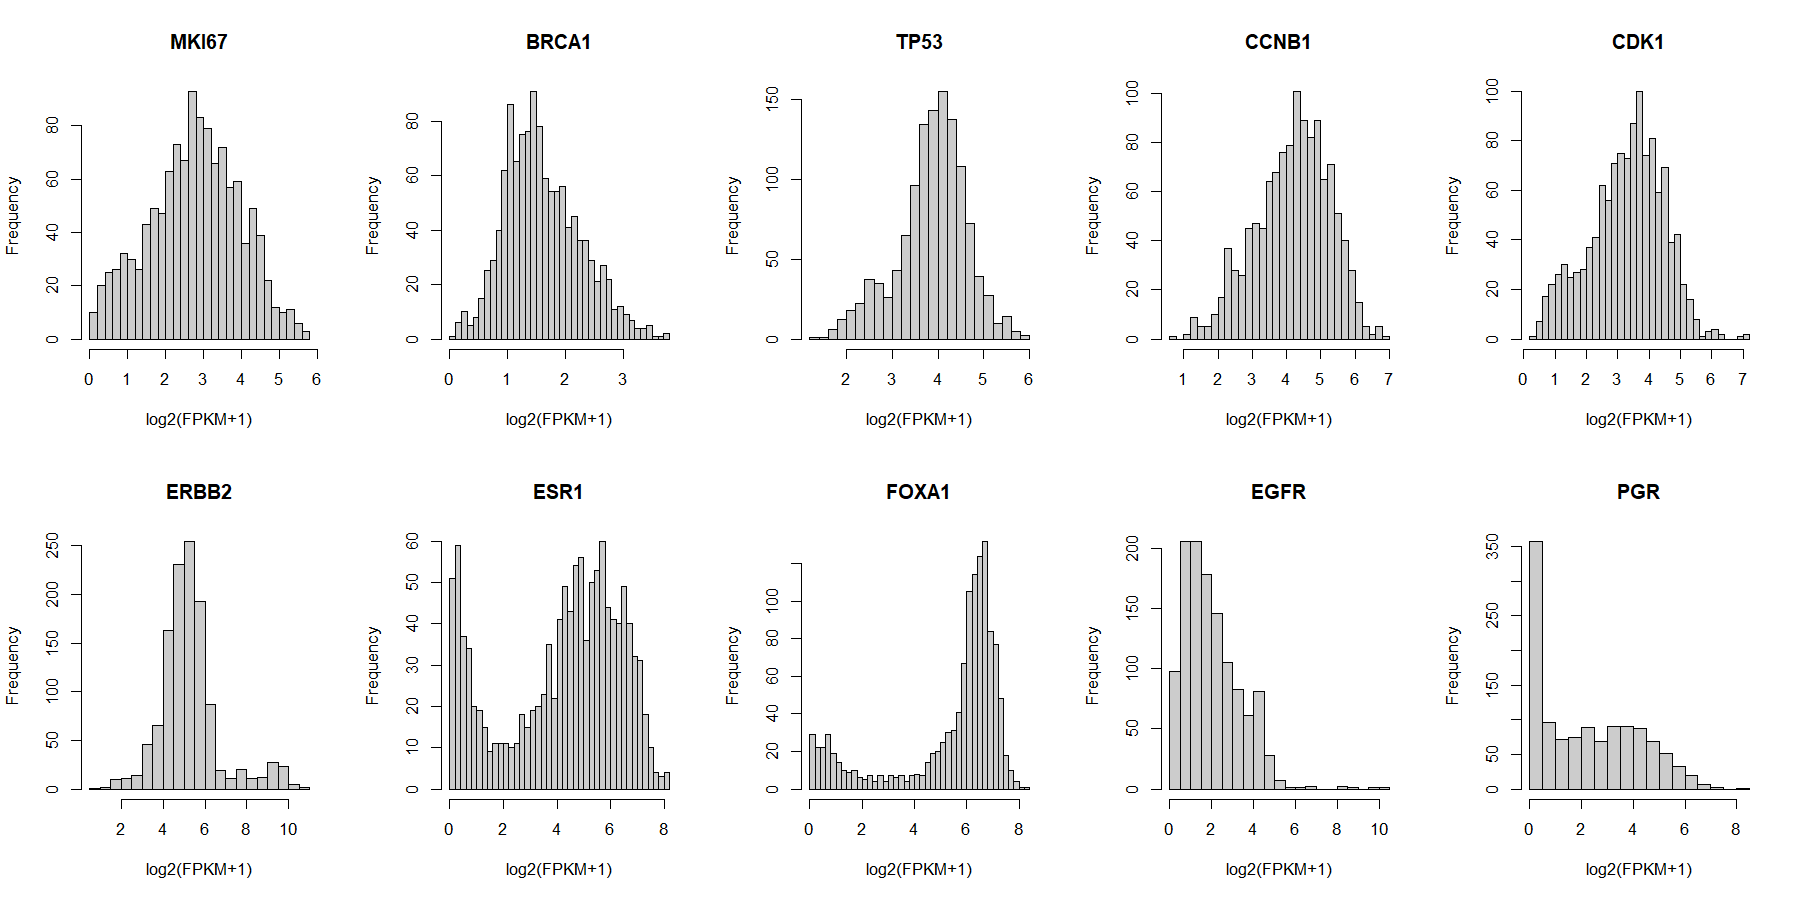 MKI67 BRCA1 TP53 CCNB1 CDK1
Frequency Frequency Frequency Frequency Frequency
0 20 40 60 80
0 20 40 60 80
0 50 100 150
0 20 40 60 80 100
0 20 40 60 80 100
0 1 2 3 4 5 6
0 1 2 3
2 3 4 5 6
1 2 3 4 5 6 7
0 1 2 3 4 5 6 7
log2(FPKM+1) log2(FPKM+1) log2(FPKM+1) log2(FPKM+1) log2(FPKM+1)
ERBB2 ESR1 FOXA1 EGFR PGR
Frequency Frequency Frequency Frequency Frequency
0 50 100 150 200 250
0 10 20 30 40 50 60
0 20 40 60 80 100
0 50 100 150 200
0 50 150 250 350
2 4 6 8 10
0 2 4 6 8
0 2 4 6 8
0 2 4 6 8 10
0 2 4 6 8
log2(FPKM+1) log2(FPKM+1) log2(FPKM+1) log2(FPKM+1) log2(FPKM+1)